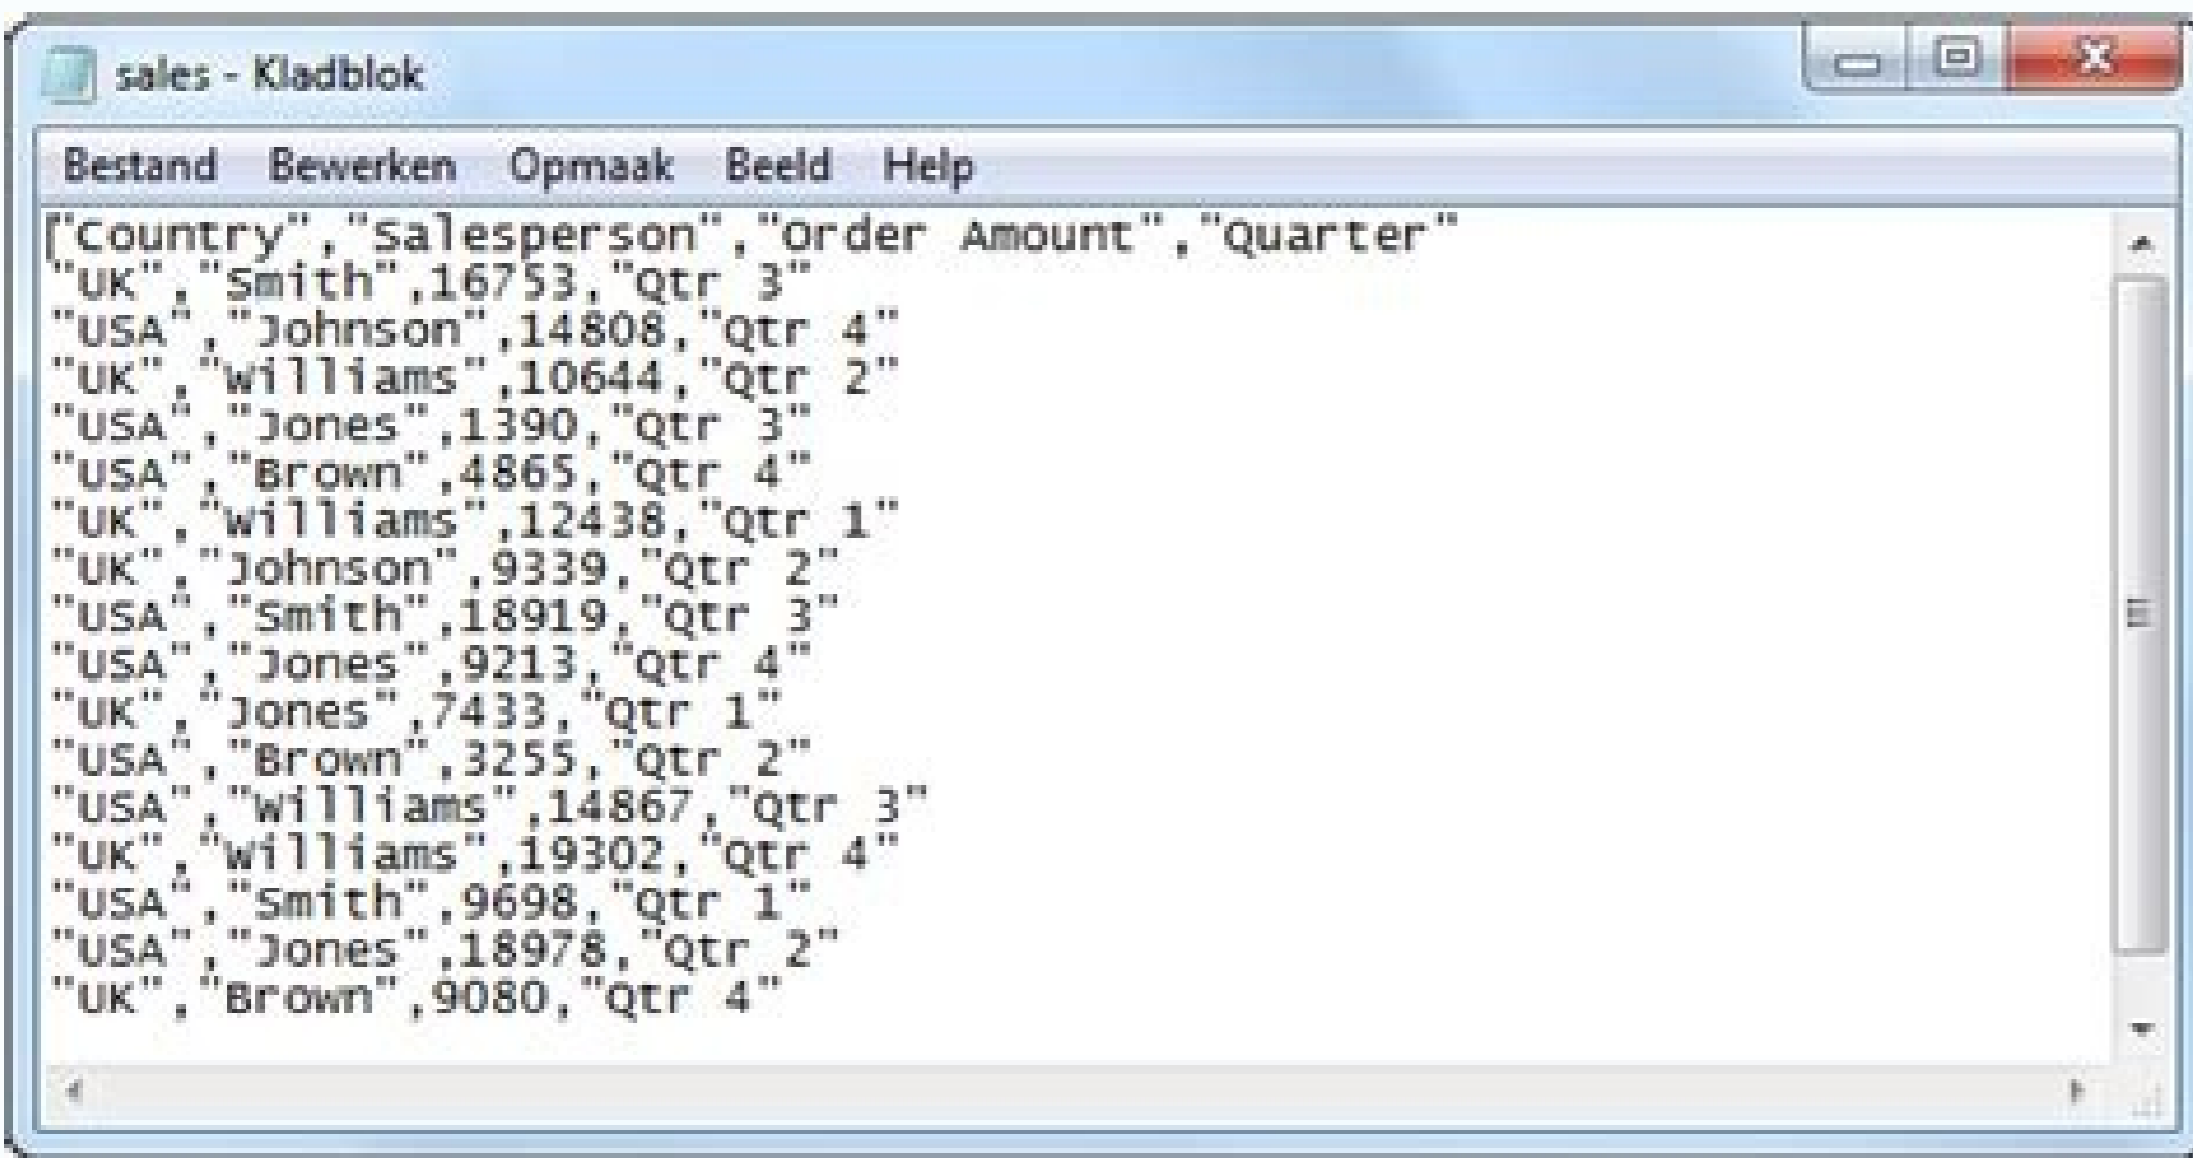 sales - Kladblok
Bestand Bewerken Opmaak Beeld Help
"Country","Salesperson","Order Amount","Quarter"
"UK","Smith",16753,"Qtr 3"
"USA","Johnson",14808,"Qtr 4"
"UK","Williams",10644,"Qtr 2"
"USA","Jones",1390,"Qtr 3"
"USA","Brown",4865,"Qtr 4"
"UK","Williams",12438,"Qtr 1"
"UK","Johnson",9339,"Qtr 2"
"USA","Smith",18919,"Qtr 3"
"USA","Jones",9213,"Qtr 4"
"UK","Jones",7433,"Qtr 1"
"USA","Brown",3255,"Qtr 2"
"USA","Williams",14867,"Qtr 3"
"UK","Williams",19302,"Qtr 4"
"USA","Smith",9698,"Qtr 1"
"USA","Jones",18978,"Qtr 2"
"UK","Brown",9080,"Qtr 4"